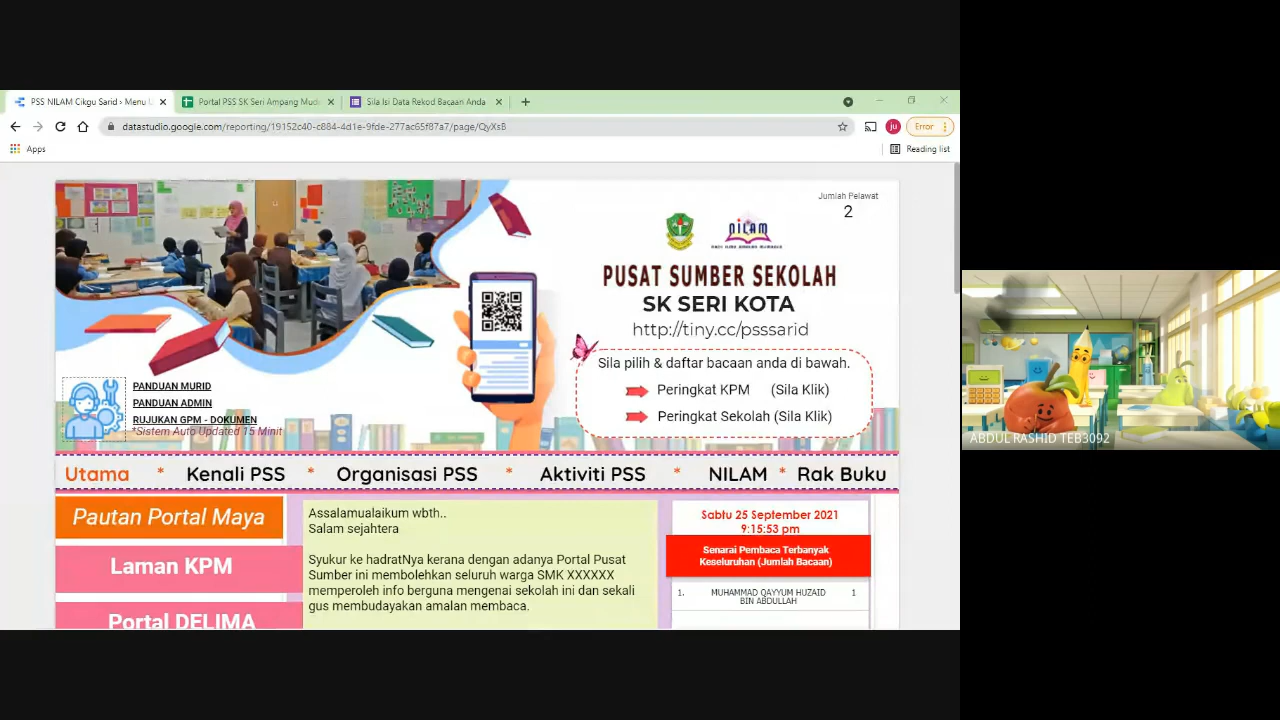 PSS NILAM Cikgu Sarid › Menu U
Portal PSS SK Seri Ampang Mud
Sila Isi Data Rekod Bacaan Anda
datastudio.google.com/reporting/19152c40-c884-4d1e-9fde-277ac65f87a7/page/QyXsB
ju
Error
Apps
Reading list
Jumlah Pelawat
2
nilam
PUSAT SUMBER SEKOLAH
SK SERI KOTA
http://tiny.cc/psssarid
Sila pilih & daftar bacaan anda di bawah.
Peringkat KPM (Sila Klik)
Peringkat Sekolah (Sila Klik)
PANDUAN MURID
PANDUAN ADMIN
RUJUKAN GPM - DOKUMEN
*Sistem Auto Updated 15 Minit
Utama * Kenali PSS * Organisasi PSS * Aktiviti PSS * NILAM * Rak Buku
Pautan Portal Maya
Laman KPM
Portal DELIMA
Assalamualaikum wbth..
Salam sejahtera
Syukur ke hadratNya kerana dengan adanya Portal Pusat
Sumber ini membolehkan seluruh warga SMK XXXXXX
memperoleh info berguna mengenai sekolah ini dan sekali
gus membudayakan amalan membaca.
Sabtu 25 September 2021
9:15:53 pm
Senarai Pembaca Terbanyak
Keseluruhan (Jumlah Bacaan)
1. MUHAMMAD QAYYUM HUZAID 1
BIN ABDULLAH
ABDUL RASHID TEB3092